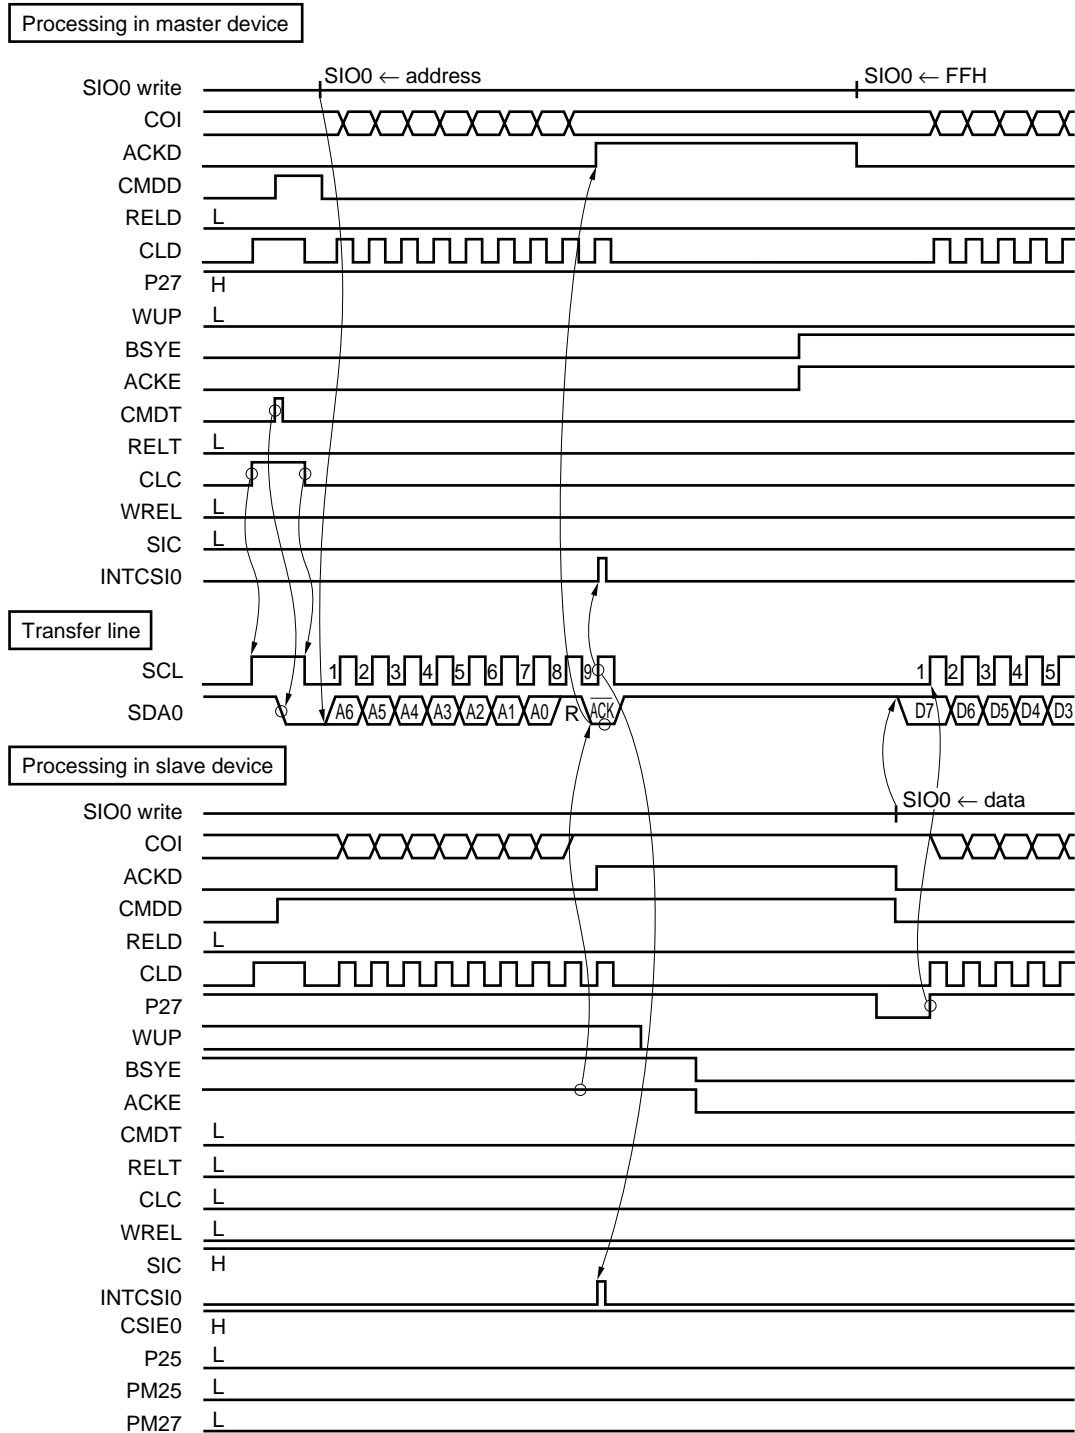 Processing in master device
SIO0 write SIO0 ← address SIO0 ← FFH
COI
ACKD
CMDD
RELD L
CLD
P27 H
WUP L
BSYE
ACKE
CMDT
RELT L
CLC
WREL L
SIC L
INTCSI0
Transfer line
SCL 1 2 3 4 5 6 7 8 9 1 2 3 4 5
SDA0 A6 A5 A4 A3 A2 A1 A0 R ACK D7 D6 D5 D4 D3
Processing in slave device
SIO0 write SIO0 ← data
COI
ACKD
CMDD
RELD L
CLD
P27
WUP
BSYE
ACKE
CMDT L
RELT L
CLC L
WREL L
SIC H
INTCSI0
CSIE0 H
P25 L
PM25 L
PM27 L